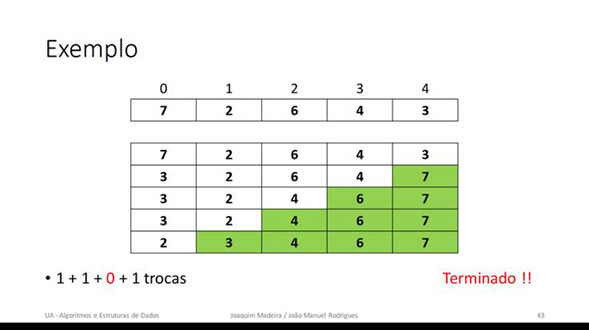 Exemplo
0 1 2 3 4
7 2 6 4 3
7 2 6 4 3
3 2 6 4 7
3 2 4 6 7
3 2 4 6 7
2 3 4 6 7
• 1 + 1 + 0 + 1 trocas Terminado !!
UA - Algoritmos e Estruturas de Dados Joaquim Madeira / João Manuel Rodrigues 43